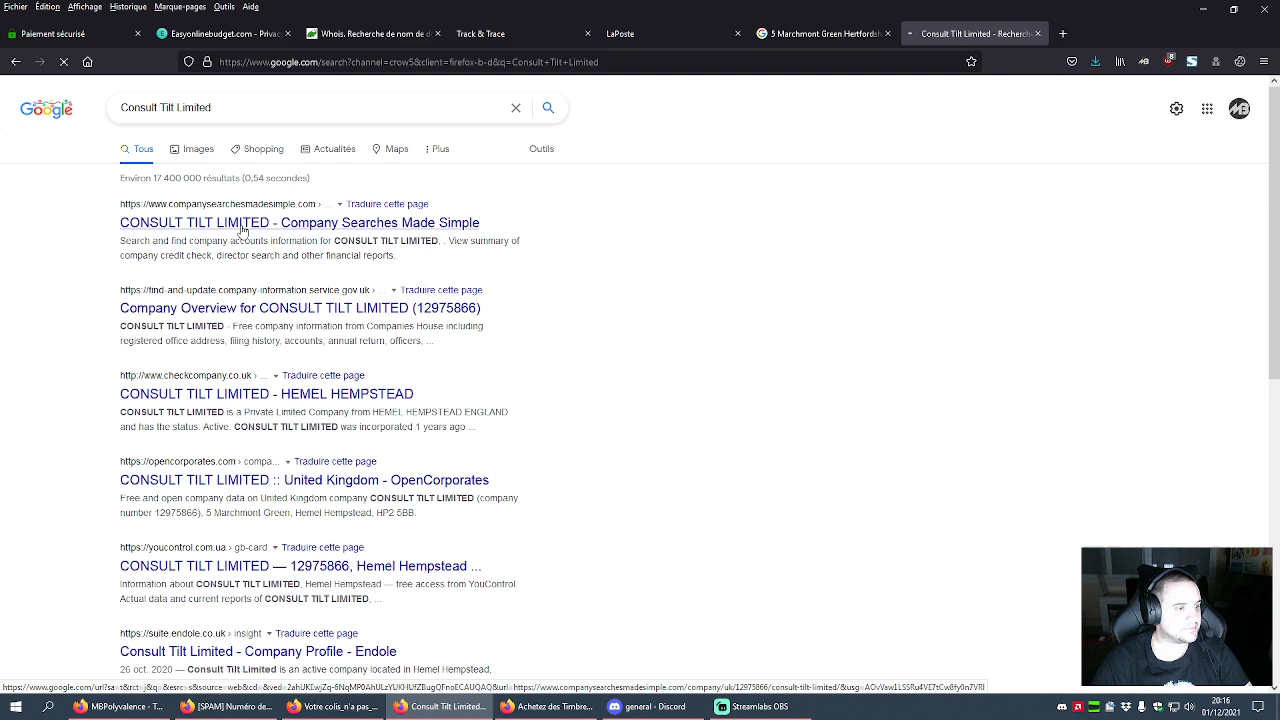 Fichier Édition Affichage Historique Marque-pages Outils Aide
Paiement sécurisé
Easyonlinebudget.com - Privac
Whois. Recherche de nom de d
Track & Trace
LaPoste
5 Marchmont Green Hertfordsh
Consult Tilt Limited - Recherche
https://www.google.com/search?channel=crow5&client=firefox-b-d&q=Consult+Tilt+Limited
Google
Consult Tilt Limited
Tous
Images
Shopping
Actualités
Maps
Plus
Outils
Environ 17 400 000 résultats (0,54 secondes)
https://www.companysearchesmadesimple.com › ... Traduire cette page
CONSULT TILT LIMITED - Company Searches Made Simple
Search and find company accounts information for CONSULT TILT LIMITED. . View summary of
company credit check, director search and other financial reports.
https://find-and-update.company-information.service.gov.uk › ... Traduire cette page
Company Overview for CONSULT TILT LIMITED (12975866)
CONSULT TILT LIMITED - Free company information from Companies House including
registered office address, filing history, accounts, annual return, officers, ...
http://www.checkcompany.co.uk › ... Traduire cette page
CONSULT TILT LIMITED - HEMEL HEMPSTEAD
CONSULT TILT LIMITED is a Private Limited Company from HEMEL HEMPSTEAD ENGLAND
and has the status: Active. CONSULT TILT LIMITED was incorporated 1 years ago ...
https://opencorporates.com › compa... Traduire cette page
CONSULT TILT LIMITED :: United Kingdom - OpenCorporates
Free and open company data on United Kingdom company CONSULT TILT LIMITED (company
number 12975866), 5 Marchmont Green, Hemel Hempstead, HP2 5BB.
https://youcontrol.com.ua › gb-card Traduire cette page
CONSULT TILT LIMITED — 12975866, Hemel Hempstead ...
Information about CONSULT TILT LIMITED, Hemel Hempstead — free access from YouControl.
Actual data and current reports of CONSULT TILT LIMITED, ...
https://suite.endole.co.uk › insight Traduire cette page
Consult Tilt Limited - Company Profile - Endole
26 oct. 2020 — Consult Tilt Limited is an active company located in Hemel Hempstead,
MBPolyvalence - T...
[SPAM] Numéro de...
Votre colis n'a pas...
Consult Tilt Limited...
Achetez des Timbre...
general - Discord
Streamlabs OBS
20:16
01/12/2021